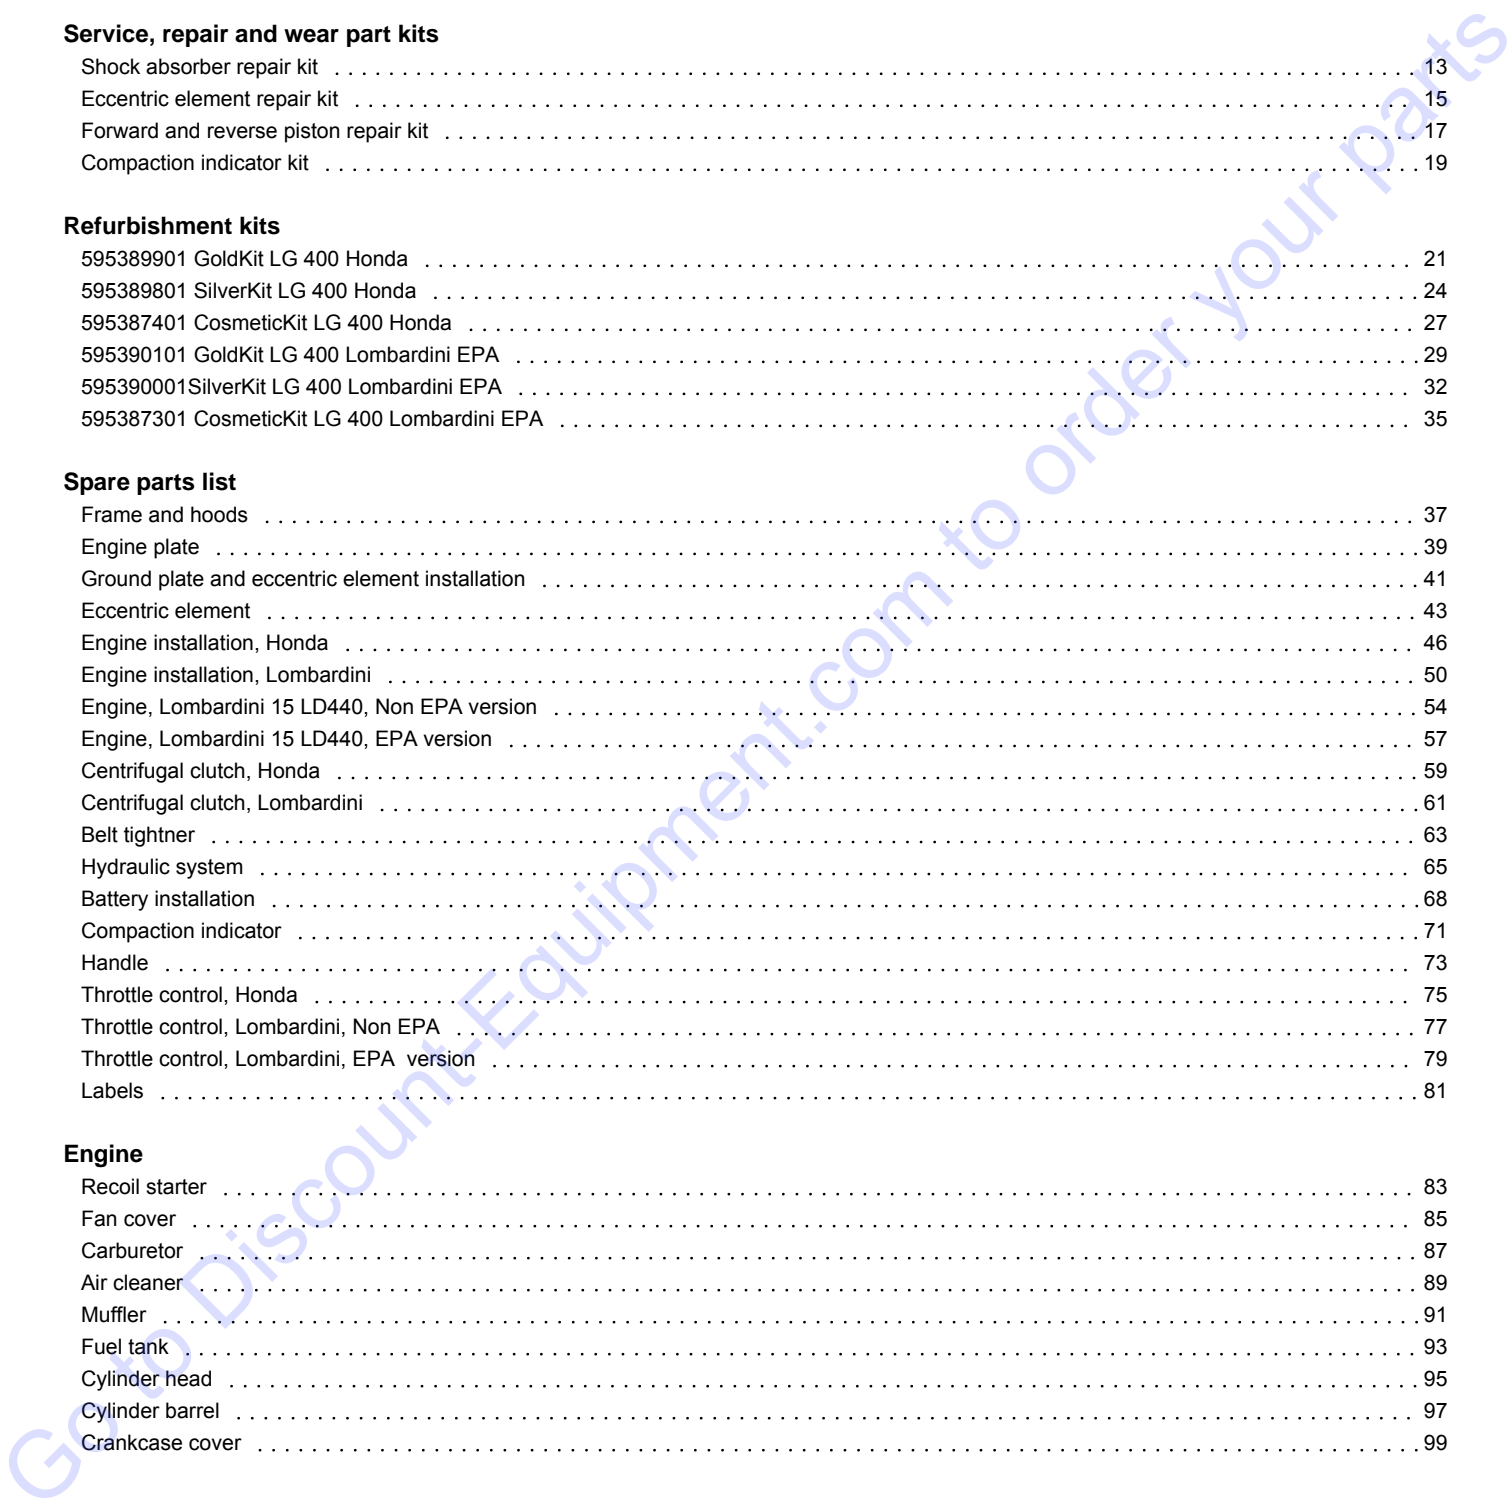 Service, repair and wear part kits
Shock absorber repair kit 13
Eccentric element repair kit 15
Forward and reverse piston repair kit 17
Compaction indicator kit 19
Refurbishment kits
595389901 GoldKit LG 400 Honda 21
595389801 SilverKit LG 400 Honda 24
595387401 CosmeticKit LG 400 Honda 27
595390101 GoldKit LG 400 Lombardini EPA 29
595390001SilverKit LG 400 Lombardini EPA 32
595387301 CosmeticKit LG 400 Lombardini EPA 35
Spare parts list
Frame and hoods 37
Engine plate 39
Ground plate and eccentric element installation 41
Eccentric element 43
Engine installation, Honda 46
Engine installation, Lombardini 50
Engine, Lombardini 15 LD440, Non EPA version 54
Engine, Lombardini 15 LD440, EPA version 57
Centrifugal clutch, Honda 59
Centrifugal clutch, Lombardini 61
Belt tightner 63
Hydraulic system 65
Battery installation 68
Compaction indicator 71
Handle 73
Throttle control, Honda 75
Throttle control, Lombardini, Non EPA 77
Throttle control, Lombardini, EPA  version 79
Labels 81
Engine
Recoil starter 83
Fan cover 85
Carburetor 87
Air cleaner 89
Muffler 91
Fuel tank 93
Cylinder head 95
Cylinder barrel 97
Crankcase cover 99
Go to Discount-Equipment.com to order your parts